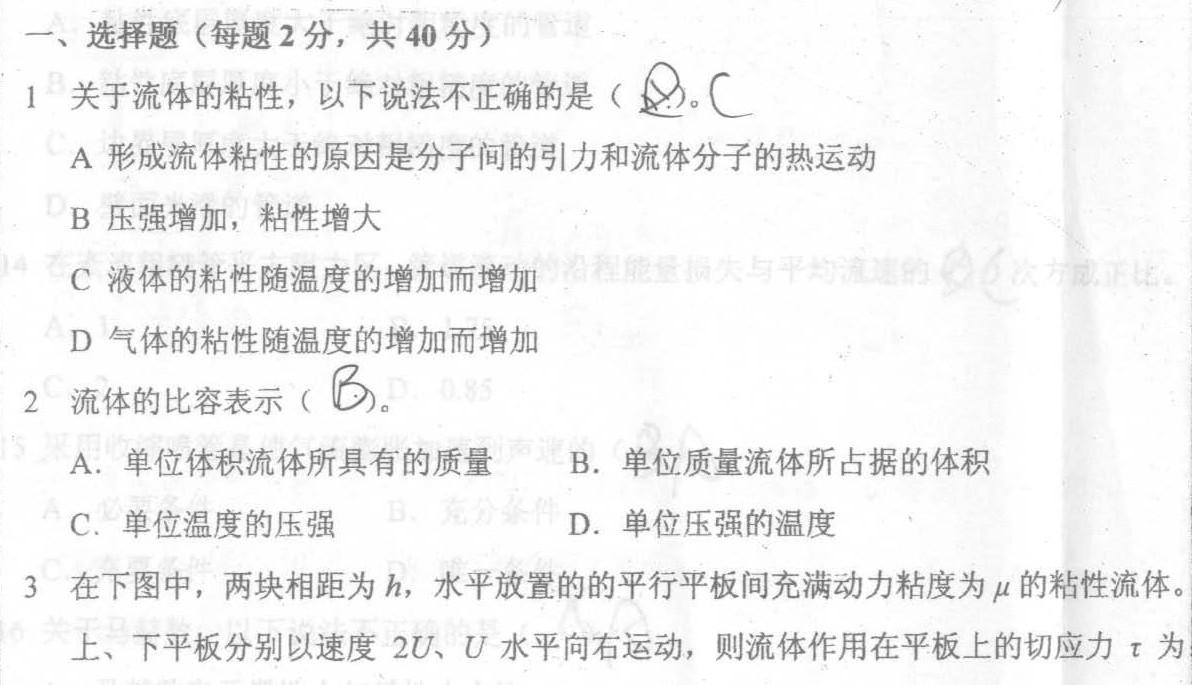 一、选择题（每题2分，共40分）
1 关于流体的粘性，以下说法不正确的是（ ）。C
A 形成流体粘性的原因是分子间的引力和流体分子的热运动
B 压强增加，粘性增大
C 液体的粘性随温度的增加而增加
D 气体的粘性随温度的增加而增加
2 流体的比容表示（B）。
A．单位体积流体所具有的质量 B．单位质量流体所占据的体积
C．单位温度的压强 D．单位压强的温度
3 在下图中，两块相距为 h，水平放置的的平行平板间充满动力粘度为 μ 的粘性流体。
上、下平板分别以速度 2U、U 水平向右运动，则流体作用在平板上的切应力 τ 为